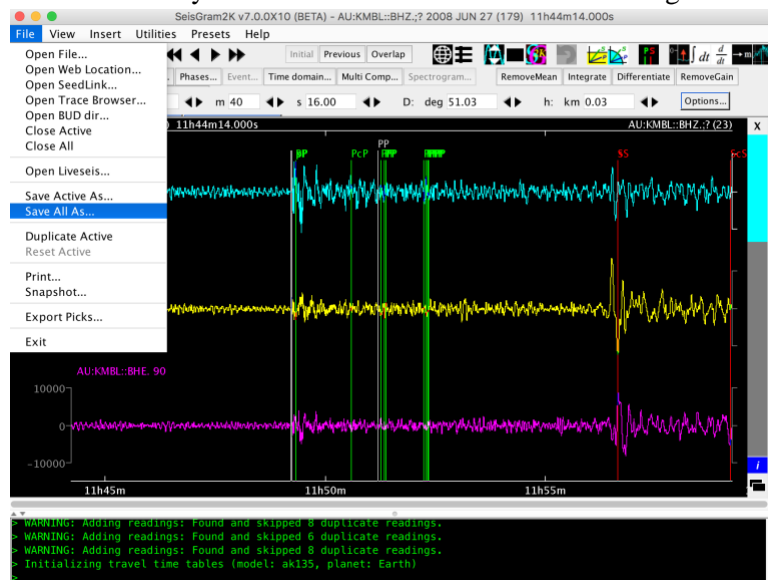 SeisGram2K v7.0.0X10 (BETA) - AU:KMBL::BHZ.;? 2008 JUN 27 (179) 11h44m14.000s
File View Insert Utilities Presets Help
Initial Previous Overlap
dt d/dt
Phases... Event... Time domain... Multi Comp... Spectrogram... RemoveMean Integrate Differentiate RemoveGain
m 40 s 16.00 D: deg 51.03 h: km 0.03 Options...
Open File...
Open Web Location...
Open SeedLink...
Open Trace Browser...
Open BUD dir...
Close Active
Close All
Open Liveseis...
Save Active As...
Save All As...
Duplicate Active
Reset Active
Print...
Snapshot...
Export Picks...
Exit
11h44m14.000s AU:KMBL::BHZ.;? (23) X
PP
PcP
AU:KMBL::BHE. 90
10000
0
-10000
11h45m 11h50m 11h55m
i
> WARNING: Adding readings: Found and skipped 8 duplicate readings.
> WARNING: Adding readings: Found and skipped 6 duplicate readings.
> WARNING: Adding readings: Found and skipped 8 duplicate readings.
> Initializing travel time tables (model: ak135, planet: Earth)
>